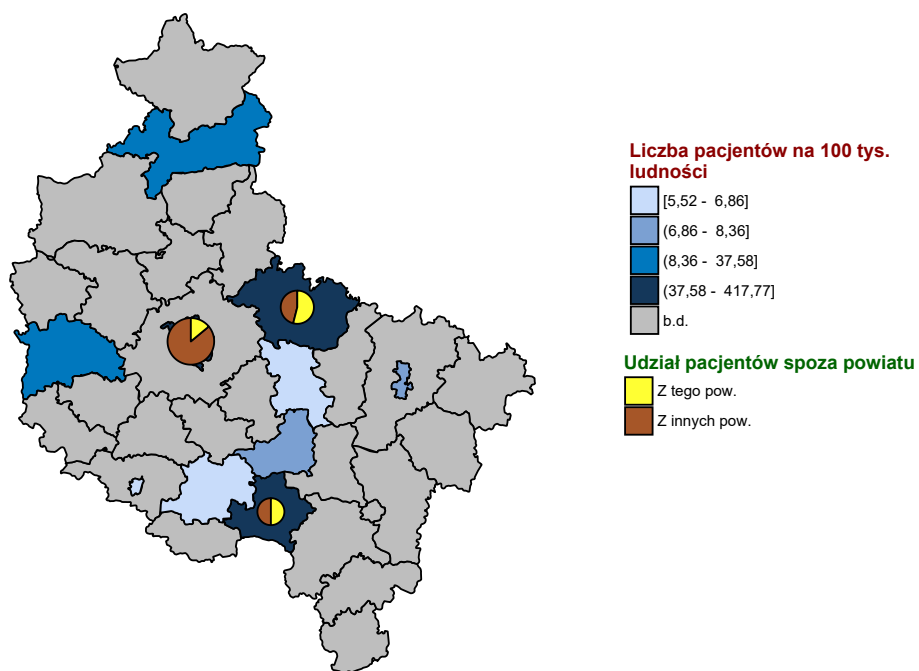 Liczba pacjentów na 100 tys.
ludności
[5,52 - 6,86]
(6,86 - 8,36]
(8,36 - 37,58]
(37,58 - 417,77]
b.d.
Udział pacjentów spoza powiatu
Z tego pow.
Z innych pow.